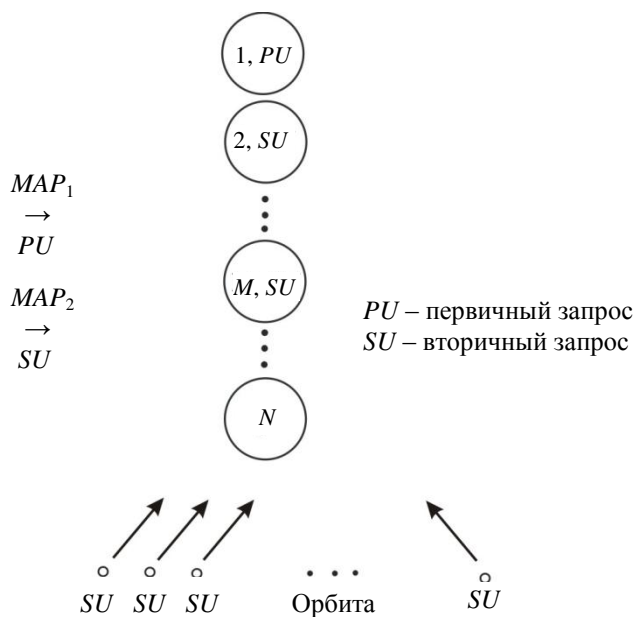 1, PU
2, SU
MAP₁
→
PU
M, SU
MAP₂
→
SU
PU – первичный запрос
SU – вторичный запрос
N
SU SU SU Орбита SU